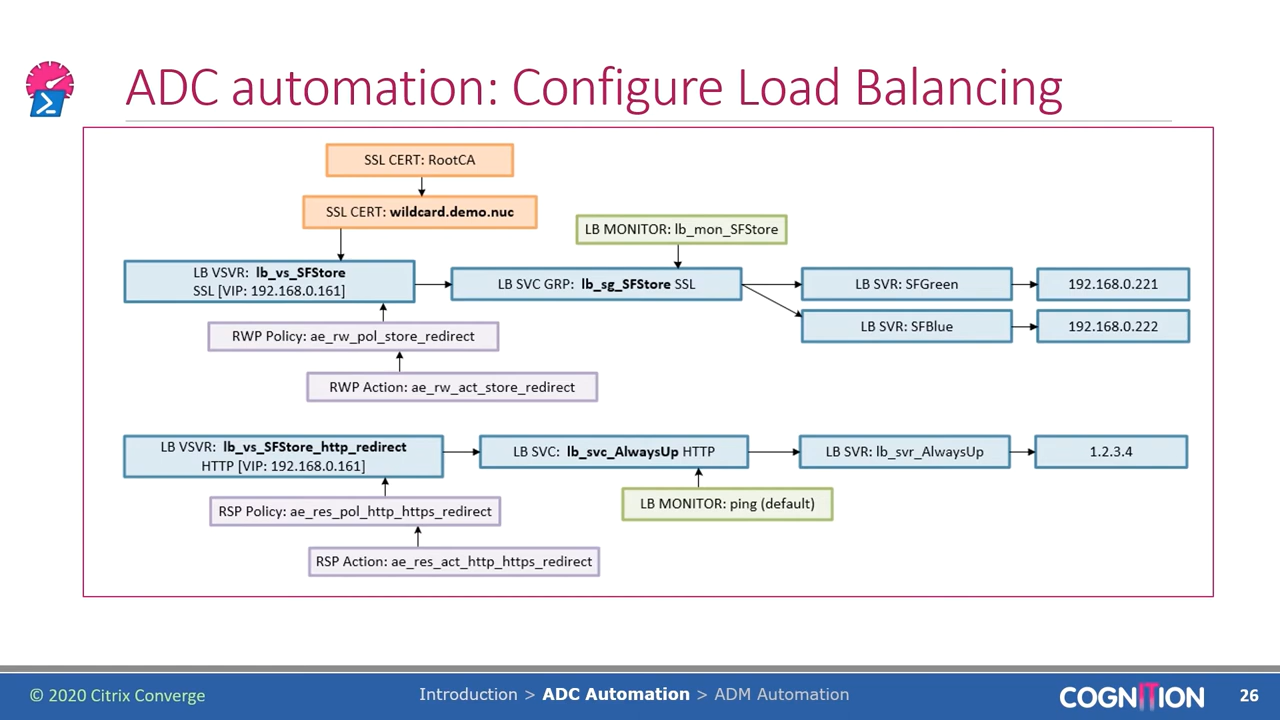 ADC automation: Configure Load Balancing
SSL CERT: RootCA
SSL CERT: wildcard.demo.nuc
LB MONITOR: lb_mon_SFStore
LB VSVR: lb_vs_SFStore
SSL [VIP: 192.168.0.161]
LB SVC GRP: lb_sg_SFStore SSL
LB SVR: SFGreen
192.168.0.221
LB SVR: SFBlue
192.168.0.222
RWP Policy: ae_rw_pol_store_redirect
RWP Action: ae_rw_act_store_redirect
LB VSVR: lb_vs_SFStore_http_redirect
HTTP [VIP: 192.168.0.161]
LB SVC: lb_svc_AlwaysUp HTTP
LB SVR: lb_svr_AlwaysUp
1.2.3.4
LB MONITOR: ping (default)
RSP Policy: ae_res_pol_http_https_redirect
RSP Action: ae_res_act_http_https_redirect
© 2020 Citrix Converge
Introduction > ADC Automation > ADM Automation
COGNITION
26